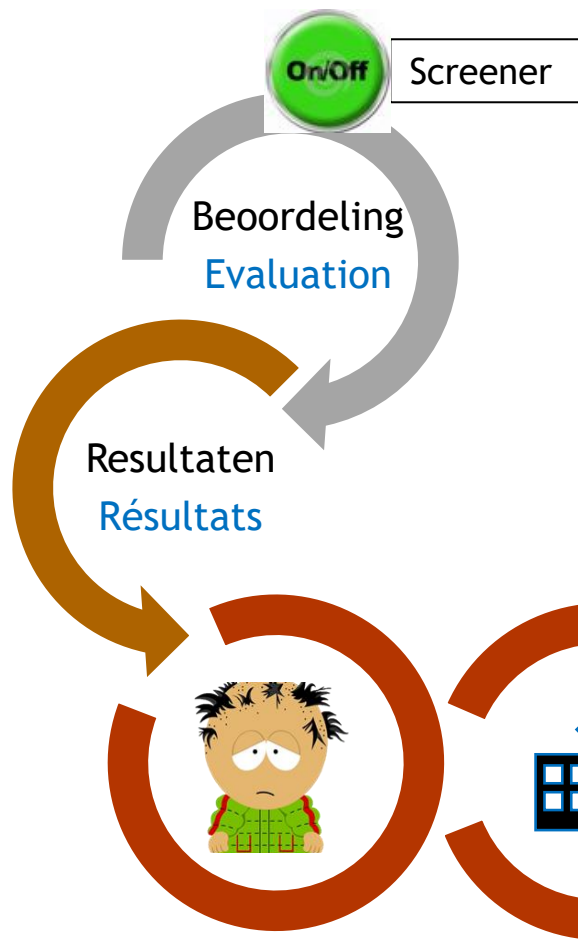 On/Off
Screener
Beoordeling
Evaluation
Resultaten
Résultats